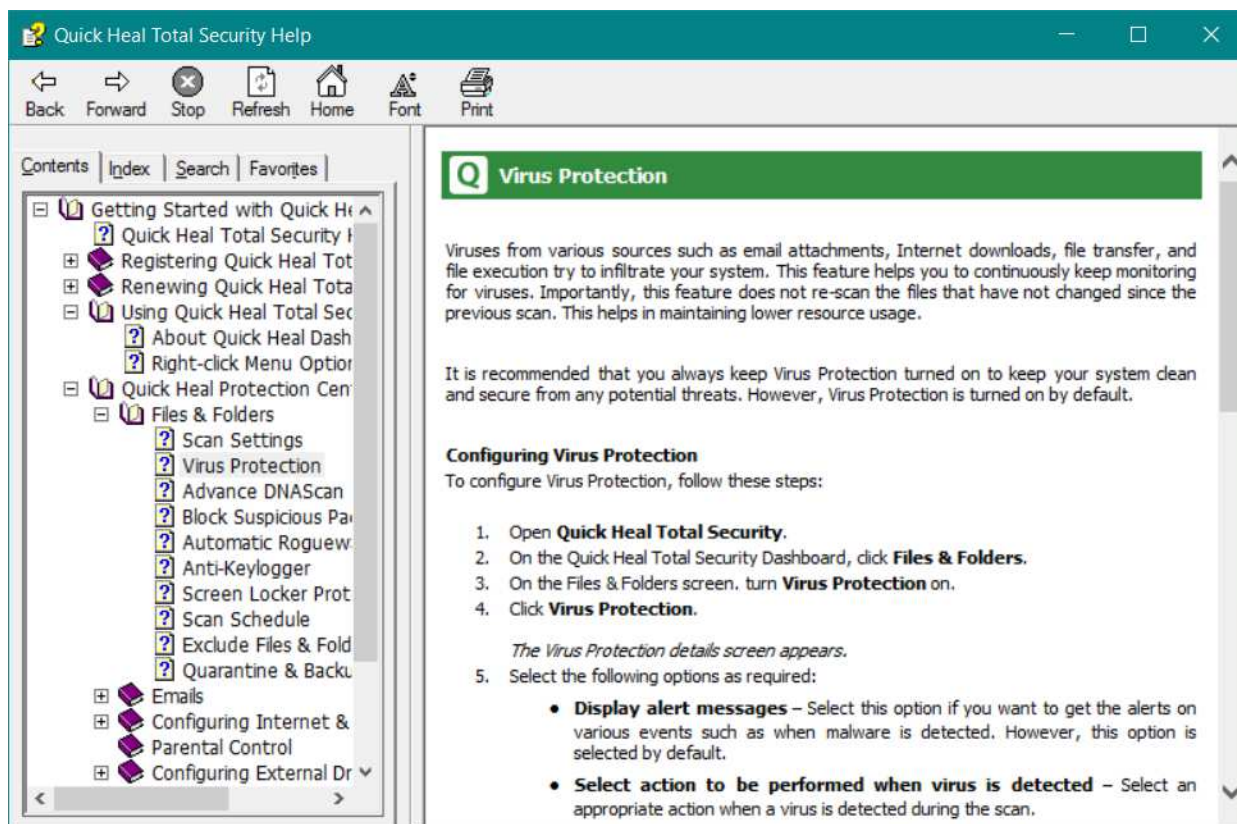 Quick Heal Total Security Help
Back Forward Stop Refresh Home Font Print
Contents Index Search Favorites
Getting Started with Quick He
Quick Heal Total Security H
Registering Quick Heal Tot
Renewing Quick Heal Tota
Using Quick Heal Total Sec
About Quick Heal Dash
Right-click Menu Option
Quick Heal Protection Cen
Files & Folders
Scan Settings
Virus Protection
Advance DNAScan
Block Suspicious Pa
Automatic Roguew
Anti-Keylogger
Screen Locker Prot
Scan Schedule
Exclude Files & Fold
Quarantine & Backu
Emails
Configuring Internet &
Parental Control
Configuring External Dr
Q Virus Protection
Viruses from various sources such as email attachments, Internet downloads, file transfer, and
file execution try to infiltrate your system. This feature helps you to continuously keep monitoring
for viruses. Importantly, this feature does not re-scan the files that have not changed since the
previous scan. This helps in maintaining lower resource usage.
It is recommended that you always keep Virus Protection turned on to keep your system clean
and secure from any potential threats. However, Virus Protection is turned on by default.
Configuring Virus Protection
To configure Virus Protection, follow these steps:
1. Open Quick Heal Total Security.
2. On the Quick Heal Total Security Dashboard, click Files & Folders.
3. On the Files & Folders screen. turn Virus Protection on.
4. Click Virus Protection.
The Virus Protection details screen appears.
5. Select the following options as required:
• Display alert messages – Select this option if you want to get the alerts on
various events such as when malware is detected. However, this option is
selected by default.
• Select action to be performed when virus is detected – Select an
appropriate action when a virus is detected during the scan.